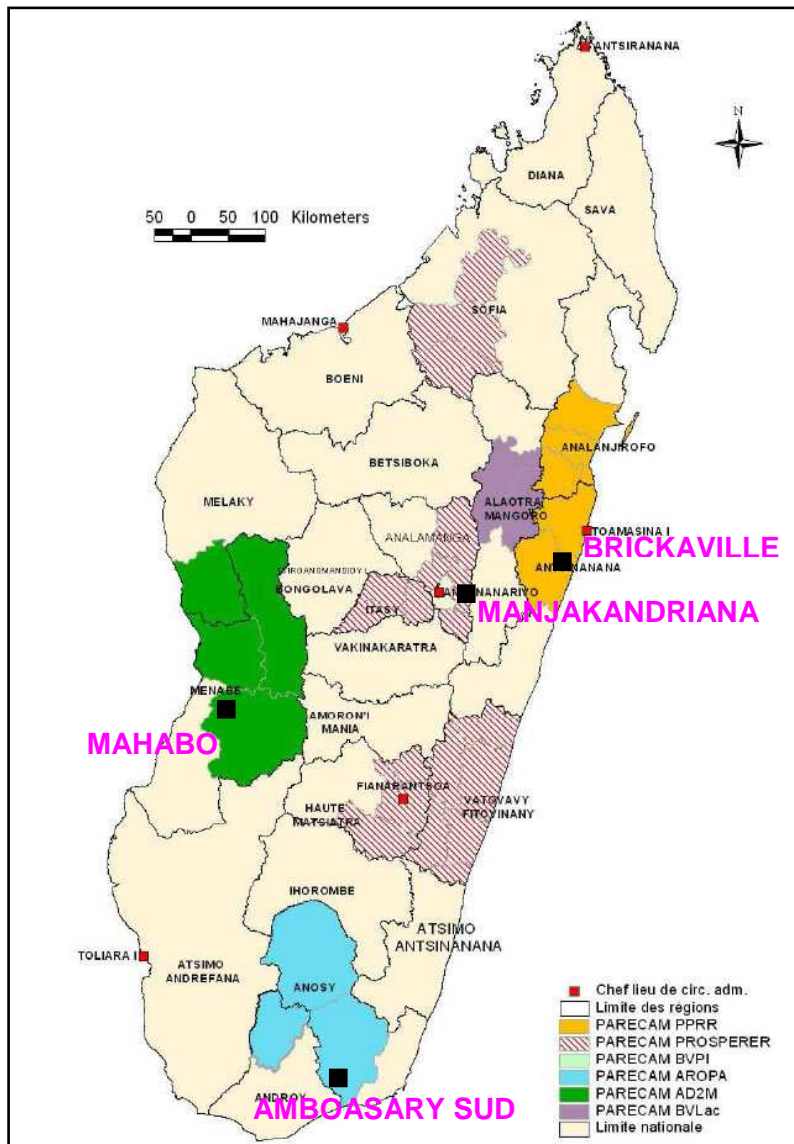 ANTSIRANANA
N
DIANA
50 0 50 100 Kilometers
SAVA
SOFIA
MAHAJANGA
BOENI
BETSIBOKA
ANALANJIROFO
MELAKY
ALAOTRA
MANGORO
ANALAMANGA
TOAMASINA I
BRICKAVILLE
BONGOLAVA
ITASY
MANJAKANDRIANA
VAKINAKARATRA
MENABE
AMORON'I
MANIA
MAHABO
FIANARANTSOA
HAUTE
MATSIATRA
VATOVAVY
FITOVINANY
IHOROMBE
ATSIMO
ANTSINANANA
TOLIARA I
ATSIMO
ANDREFANA
ANOSY
ANDROY
AMBOASARY SUD
Chef lieu de circ. adm.
Limite des régions
PARECAM PPRR
PARECAM PROSPERER
PARECAM BVPI
PARECAM AROPA
PARECAM AD2M
PARECAM BVLac
Limite nationale